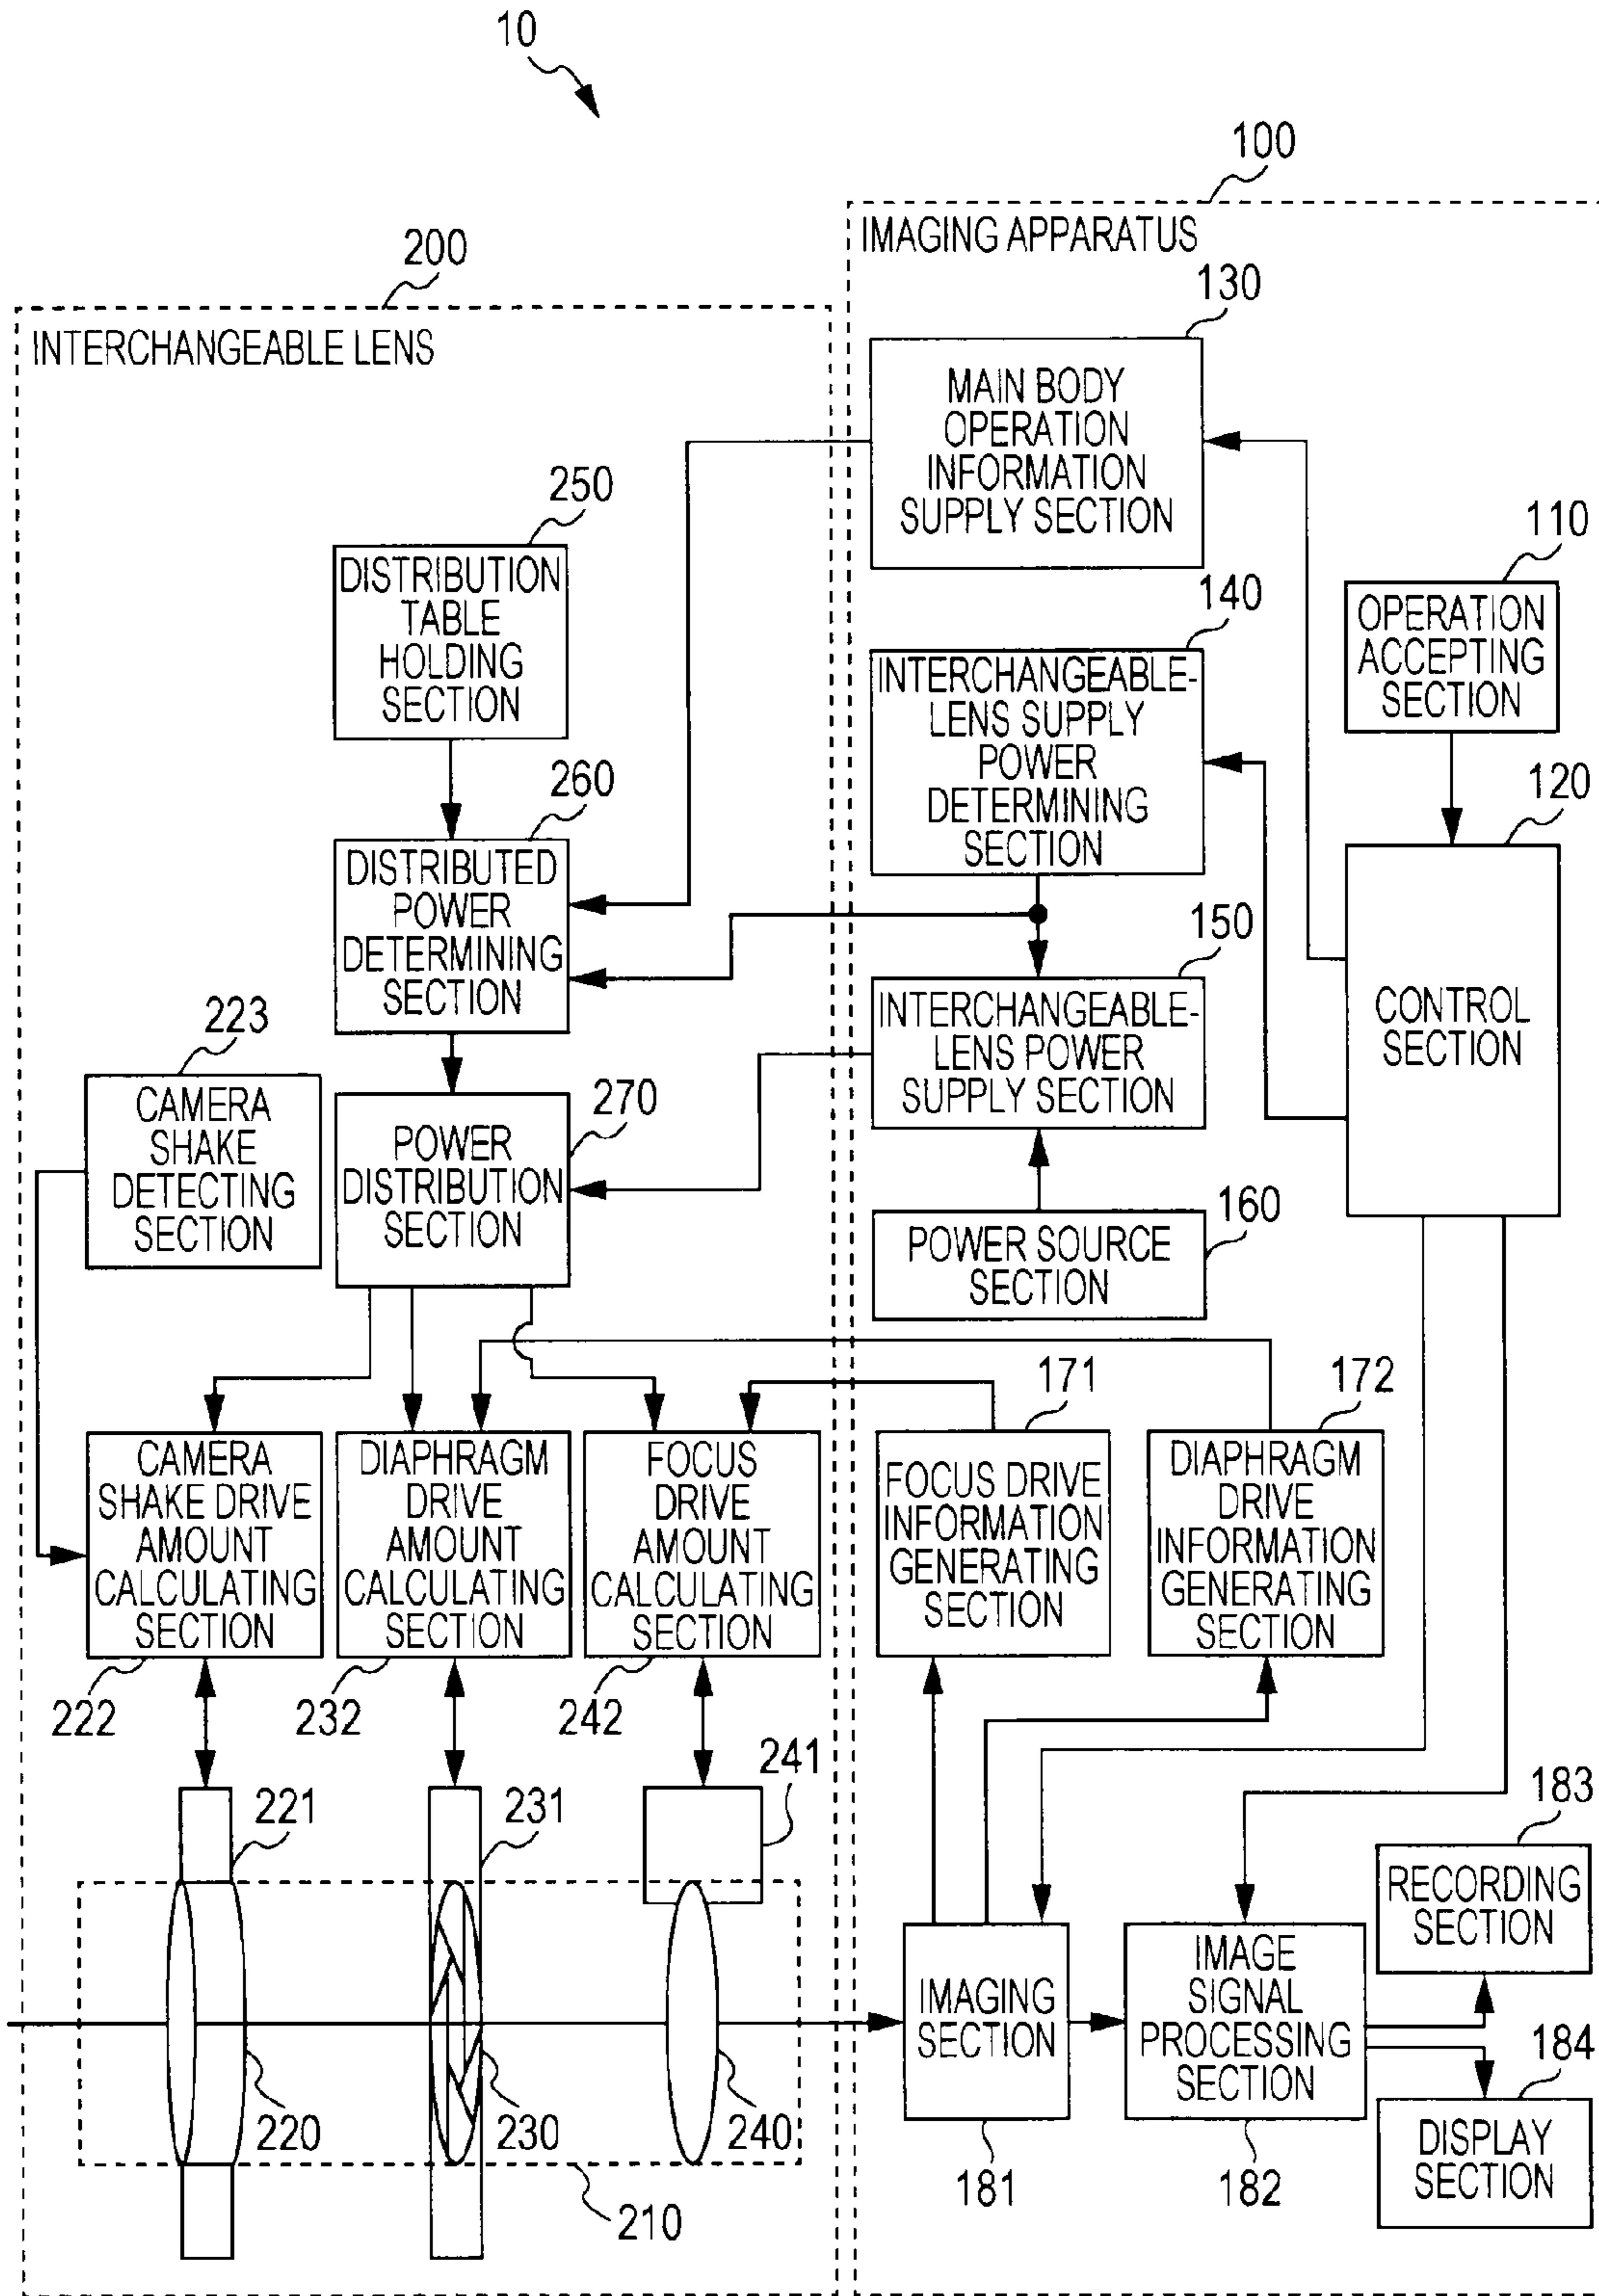 10
100
IMAGING APPARATUS
200
INTERCHANGEABLE LENS
130
MAIN BODY
OPERATION
INFORMATION
SUPPLY SECTION
250
DISTRIBUTION
TABLE
HOLDING
SECTION
110
OPERATION
ACCEPTING
SECTION
140
INTERCHANGEABLE-
LENS SUPPLY
POWER
DETERMINING
SECTION
260
DISTRIBUTED
POWER
DETERMINING
SECTION
120
CONTROL
SECTION
150
INTERCHANGEABLE-
LENS POWER
SUPPLY SECTION
223
CAMERA
SHAKE
DETECTING
SECTION
270
POWER
DISTRIBUTION
SECTION
160
POWER SOURCE
SECTION
171
172
CAMERA
SHAKE DRIVE
AMOUNT
CALCULATING
SECTION
222
DIAPHRAGM
DRIVE
AMOUNT
CALCULATING
SECTION
232
FOCUS
DRIVE
AMOUNT
CALCULATING
SECTION
242
FOCUS DRIVE
INFORMATION
GENERATING
SECTION
DIAPHRAGM
DRIVE
INFORMATION
GENERATING
SECTION
221
231
241
183
RECORDING
SECTION
IMAGING
SECTION
181
IMAGE
SIGNAL
PROCESSING
SECTION
182
184
DISPLAY
SECTION
220
230
240
210